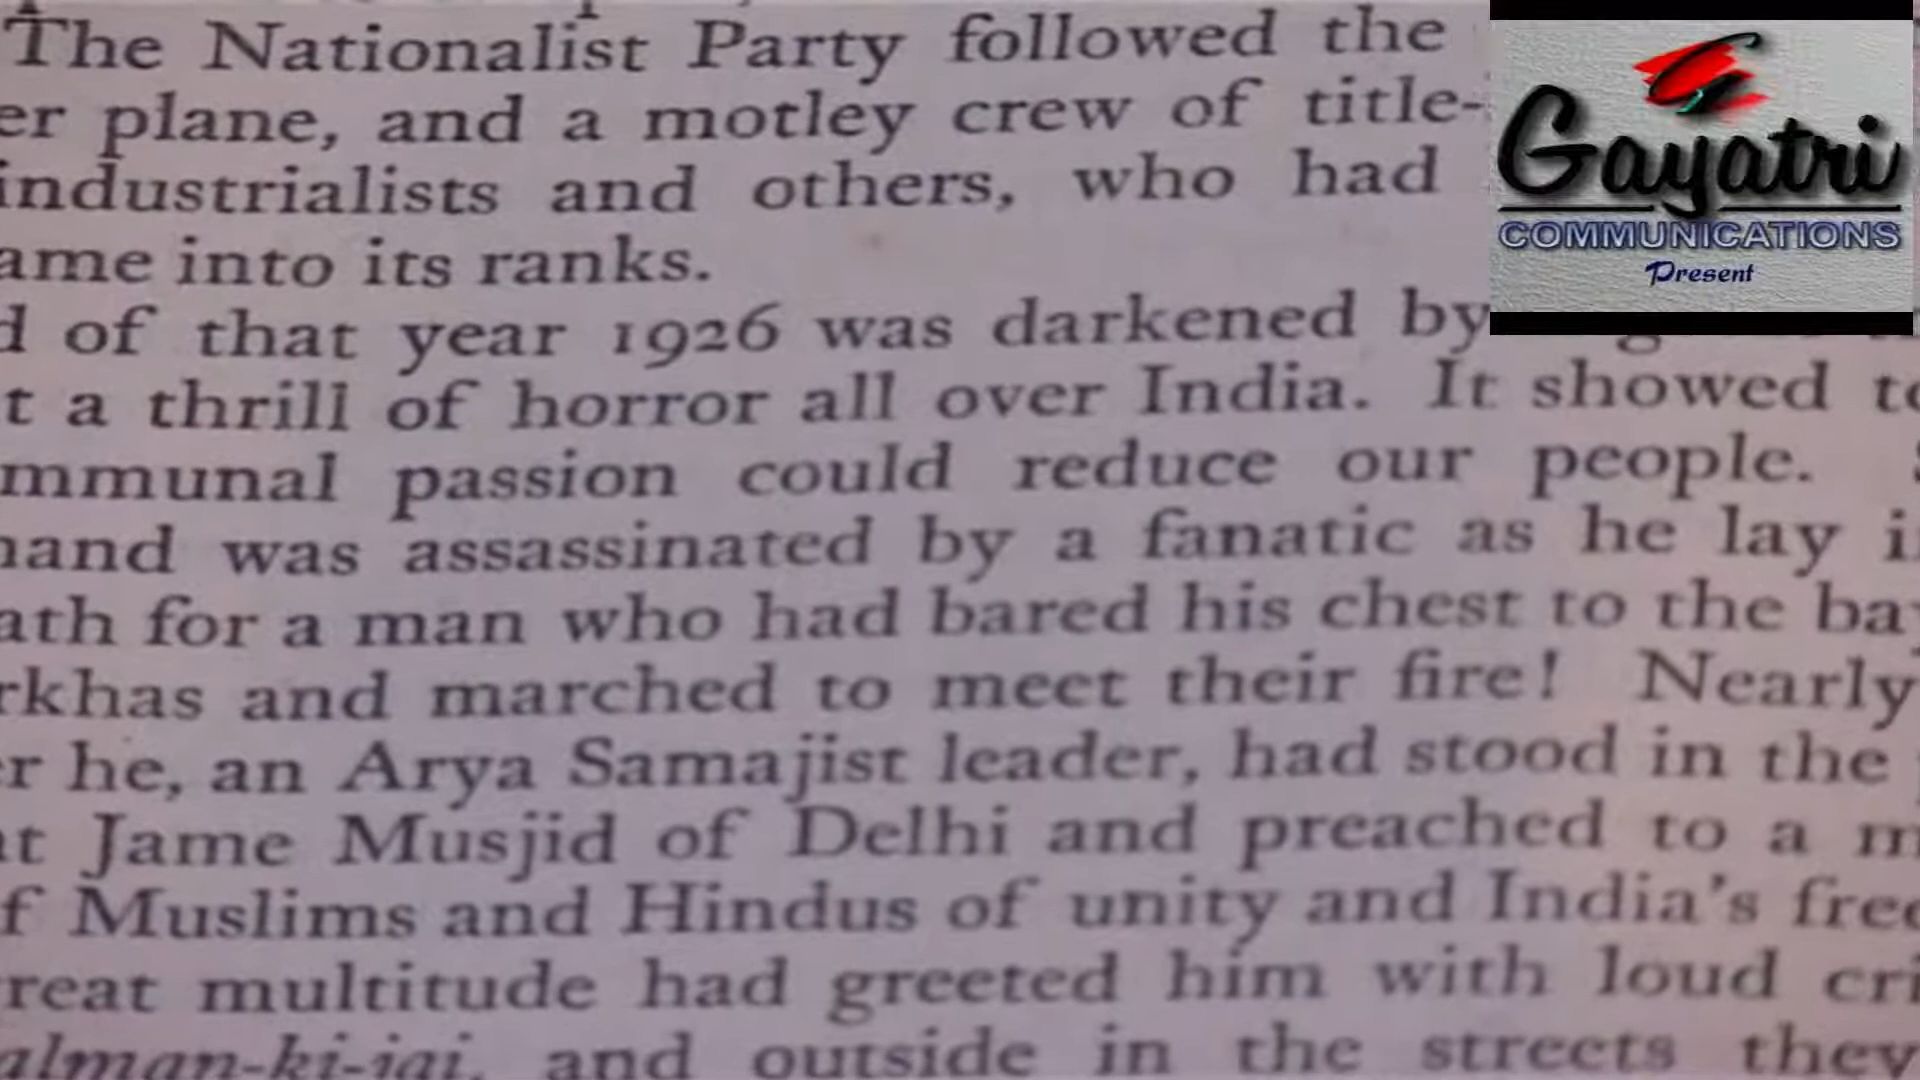 The Nationalist Party followed the
er plane, and a motley crew of title-
industrialists and others, who had
ame into its ranks.
d of that year 1926 was darkened by
t a thrill of horror all over India. It showed to
mmunal passion could reduce our people.
hand was assassinated by a fanatic as he lay i
ath for a man who had bared his chest to the ba
rkhas and marched to meet their fire! Nearly
er he, an Arya Samajist leader, had stood in the
at Jame Musjid of Delhi and preached to a m
f Muslims and Hindus of unity and India's free
reat multitude had greeted him with loud cri
alman-ki-jai, and outside in the streets they
Gayatri
COMMUNICATIONS
Present